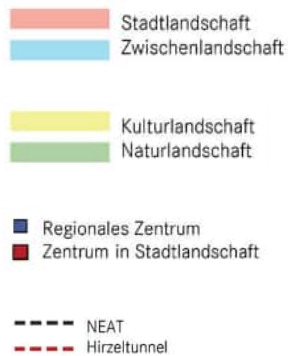 Stadtlandschaft
Zwischenlandschaft
Kulturlandschaft
Naturlandschaft
Regionales Zentrum
Zentrum in Stadtlandschaft
NEAT
Hirzeltunnel